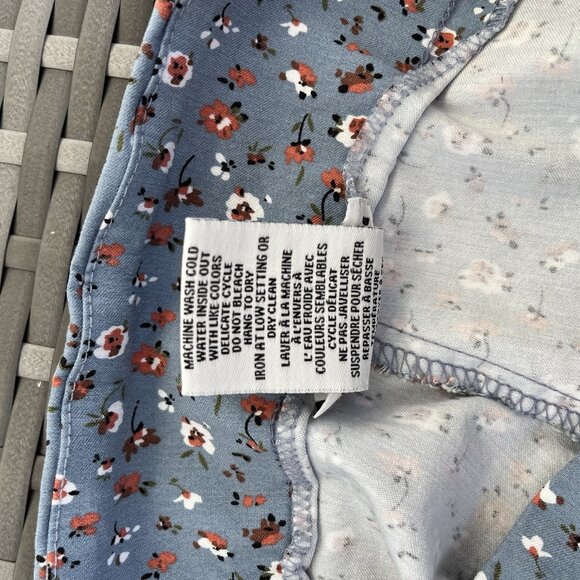 MACHINE WASH COLD
WATER INSIDE OUT
WITH LIKE COLORS
DELICATE CYCLE
DO NOT BLEACH
HANG TO DRY
IRON AT LOW SETTING OR
DRY CLEAN
LAVER À LA MACHINE
À L'ENVERS À
L' EAU FROIDE AVEC
COULEURS SEMBLABLES
CYCLE DÉLICAT
NE PAS JAVELLISER
SUSPENDRE POUR SÉCHER
REPASSER À BASSE